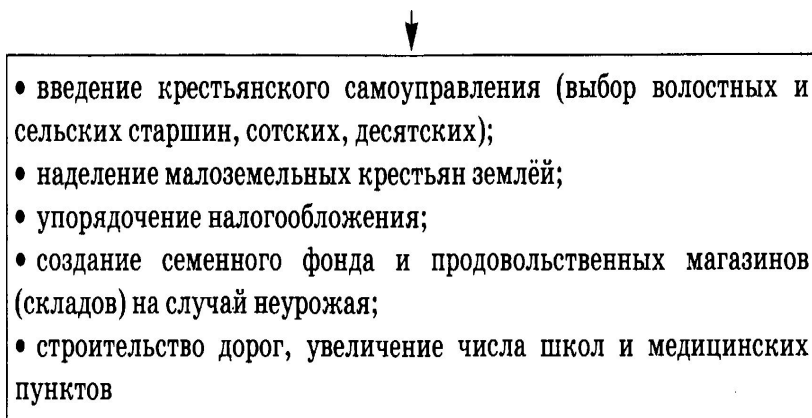 • введение крестьянского самоуправления (выбор волостных и
сельских старшин, сотских, десятских);
• наделение малоземельных крестьян землёй;
• упорядочение налогообложения;
• создание семенного фонда и продовольственных магазинов
(складов) на случай неурожая;
• строительство дорог, увеличение числа школ и медицинских
пунктов